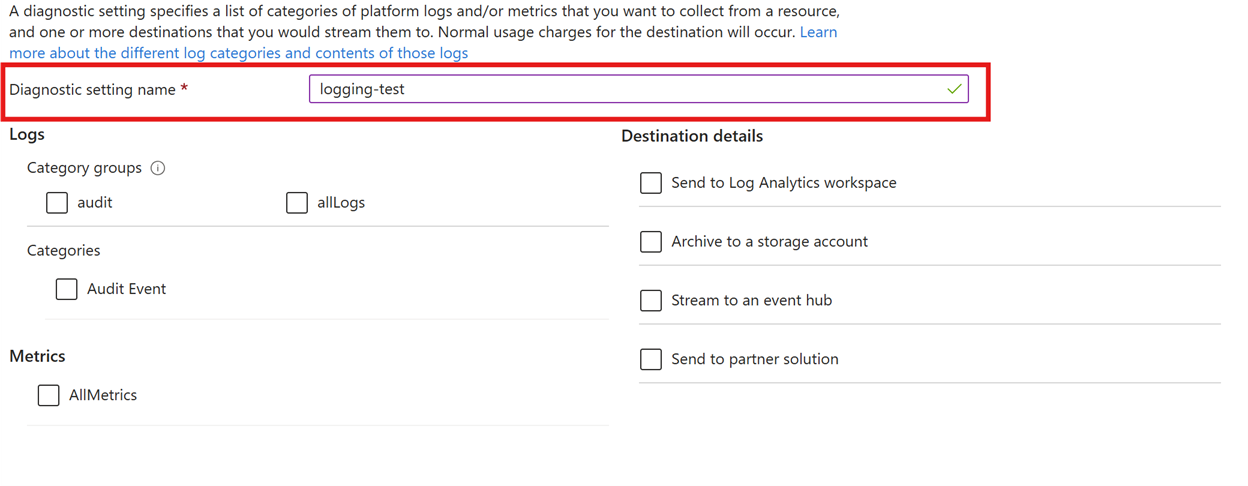 A diagnostic setting specifies a list of categories of platform logs and/or metrics that you want to collect from a resource,
and one or more destinations that you would stream them to. Normal usage charges for the destination will occur. Learn
more about the different log categories and contents of those logs
Diagnostic setting name *
logging-test
Logs
Category groups
audit
allLogs
Categories
Audit Event
Metrics
AllMetrics
Destination details
Send to Log Analytics workspace
Archive to a storage account
Stream to an event hub
Send to partner solution